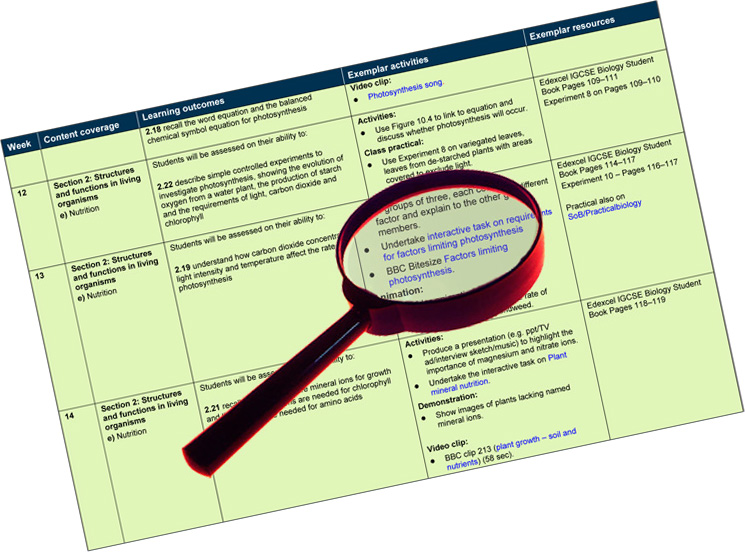 Week
Content coverage
Learning outcomes
Exemplar activities
Exemplar resources
2.18 recall the word equation and the balanced
chemical symbol equation for photosynthesis
Video clip:
• Photosynthesis song.
Edexcel IGCSE Biology Student
Book Pages 109–111
Experiment 8 on Pages 109–110
12
Section 2: Structures
and functions in living
organisms
e) Nutrition
Students will be assessed on their ability to:
2.22 describe simple controlled experiments to
investigate photosynthesis, showing the evolution of
oxygen from a water plant, the production of starch
and the requirements of light, carbon dioxide and
chlorophyll
Activities:
• Use Figure 10.4 to link to equation and
discuss whether photosynthesis will occur.
Class practical:
• Use Experiment 8 on variegated leaves,
leaves from de-starched plants with areas
covered to exclude light.
Edexcel IGCSE Biology Student
Book Pages 114–117
Experiment 10 – Pages 116–117
Practical also on
SoB/Practicalbiology
13
Section 2: Structures
and functions in living
organisms
e) Nutrition
Students will be assessed on their ability to:
2.19 understand how carbon dioxide
light intensity and temperature affect the rate
photosynthesis
groups of three, each different
factor and explain to the other
members.
• Undertake interactive task on
for factors limiting photosynthesis
• BBC Bitesize Factors limiting
photosynthesis.
rate of
Edexcel IGCSE Biology Student
Book Pages 118–119
14
Section 2: Structures
and functions in living
organisms
e) Nutrition
Students will be to:
2.21 mineral ions for growth
are needed for chlorophyll
needed for amino acids
Activities:
• Produce a presentation (e.g. ppt/TV
ad/interview sketch/music) to highlight the
importance of magnesium and nitrate ions.
• Undertake the interactive task on Plant
mineral nutrition.
Demonstration:
• Show images of plants lacking named
mineral ions.
Video clip:
• BBC clip 213 (plant growth – soil and
nutrients) (58 sec).